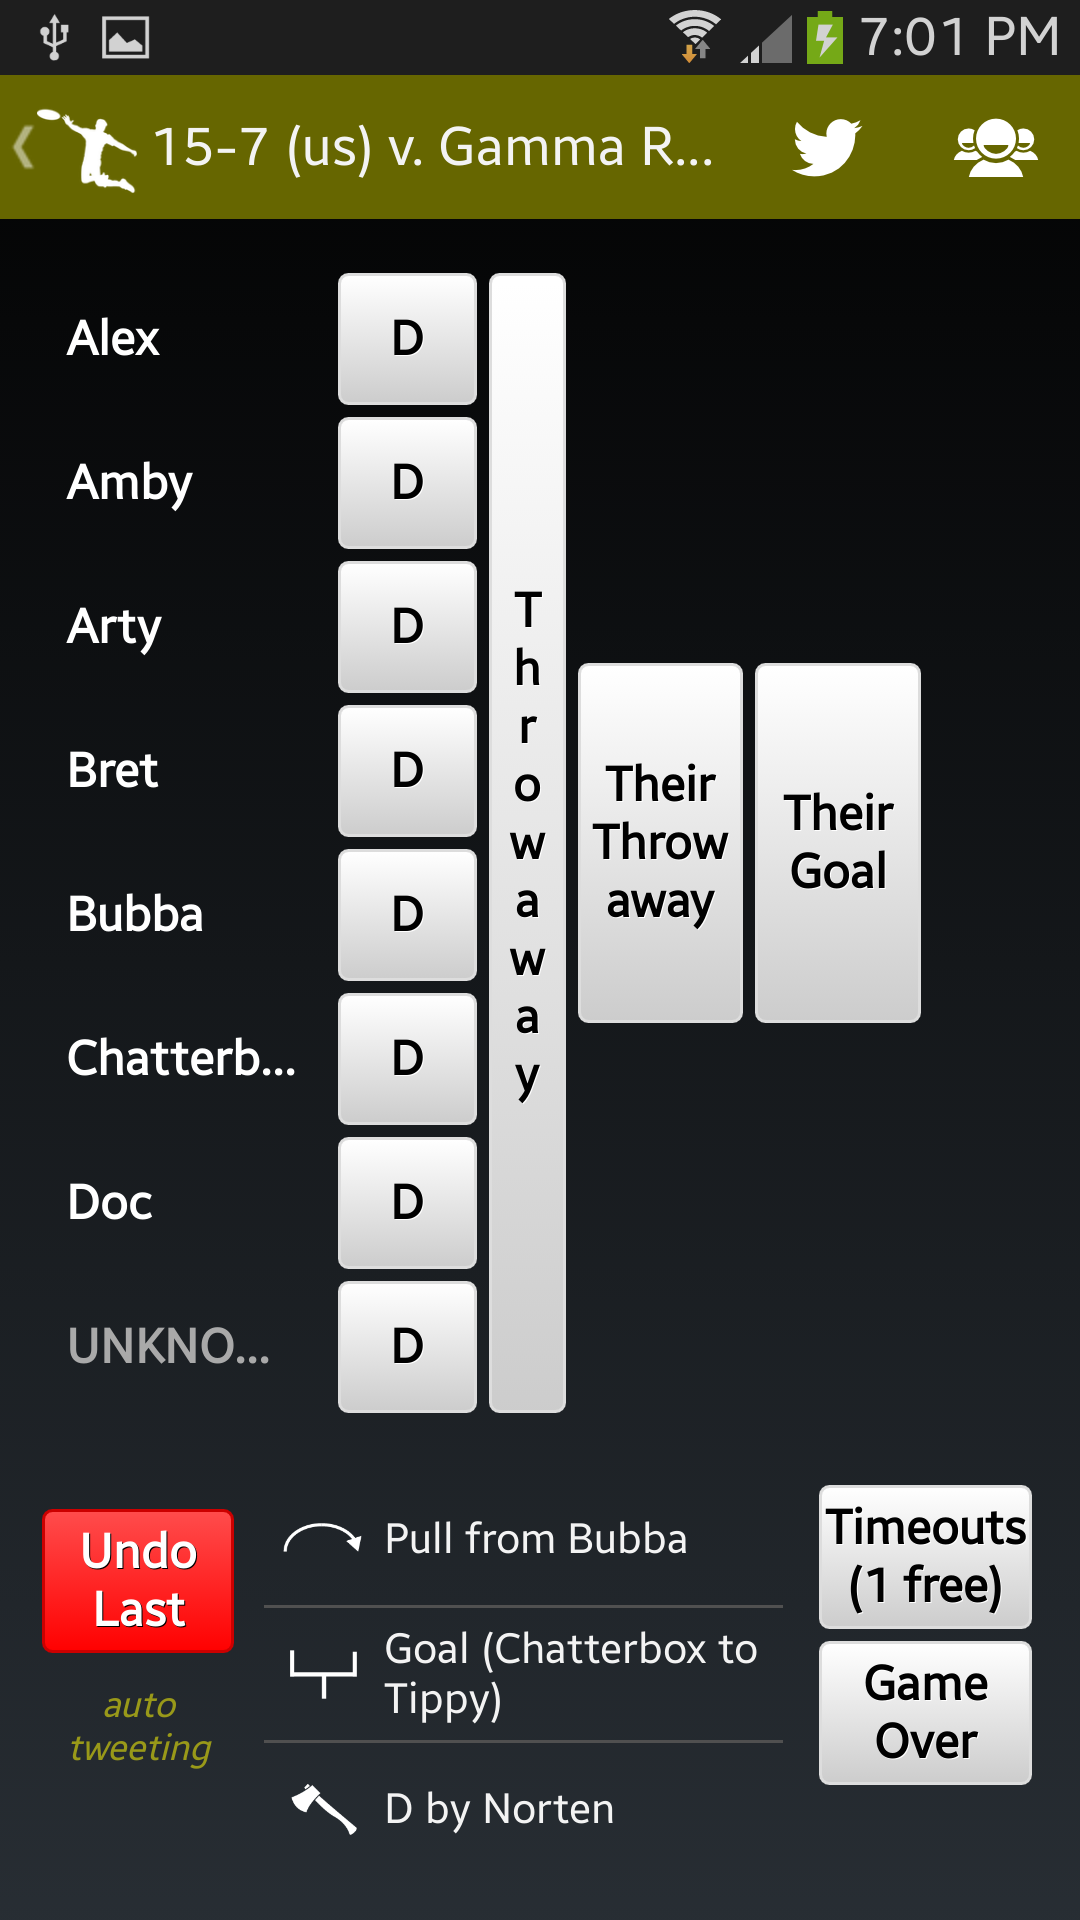 7:01 PM
15-7 (us) v. Gamma R...
Alex
D
Amby
D
Arty
D
Bret
D
Bubba
D
Chatterb...
D
Doc
D
UNKNO...
D
T
h
r
o
w
a
w
a
y
Their
Throw
away
Their
Goal
Undo
Last
auto
tweeting
Pull from Bubba
Goal (Chatterbox to
Tippy)
D by Norten
Timeouts
(1 free)
Game
Over